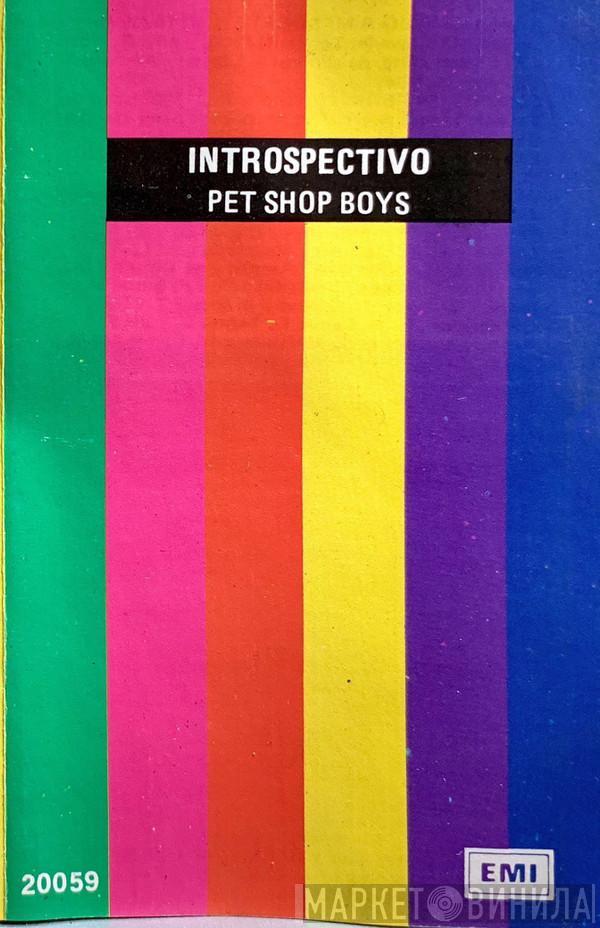 INTROSPECTIVO
PET SHOP BOYS
20059
EMI
МАРКЕТ ВИНИЛА